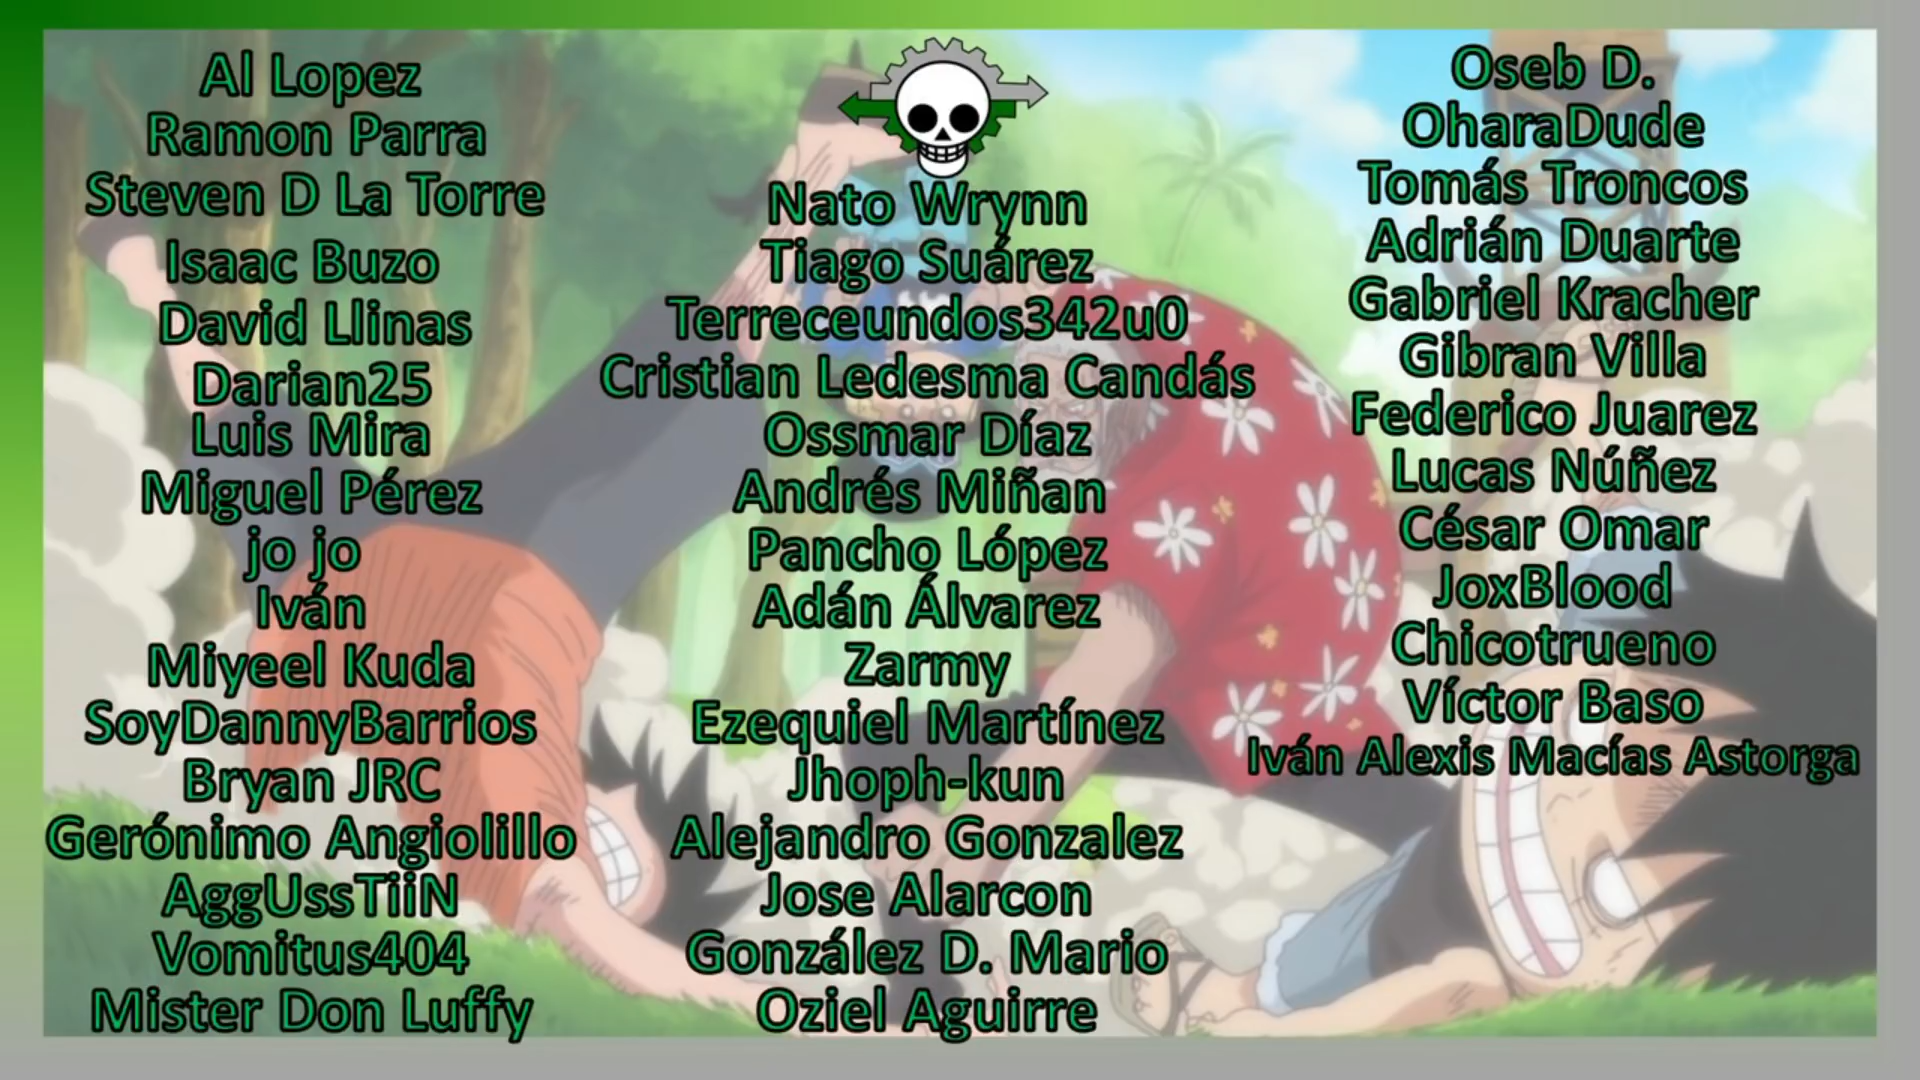 Al Lopez
Ramon Parra
Steven D La Torre
Isaac Buzo
David Llinas
Darian25
Luis Mira
Miguel Pérez
jo jo
Iván
Miyeel Kuda
SoyDannyBarrios
Bryan JRC
Gerónimo Angiolillo
AggUssTiiN
Vomitus404
Mister Don Luffy
Nato Wrynn
Tiago Suárez
Terreceundos342u0
Cristian Ledesma Candás
Ossmar Díaz
Andrés Miñan
Pancho López
Adán Álvarez
Zarmy
Ezequiel Martínez
Jhoph-kun
Alejandro Gonzalez
Jose Alarcon
González D. Mario
Oziel Aguirre
Oseb D.
OharaDude
Tomás Troncos
Adrián Duarte
Gabriel Kracher
Gibran Villa
Federico Juarez
Lucas Núñez
César Omar
JoxBlood
Chicotrueno
Víctor Baso
Iván Alexis Macías Astorga